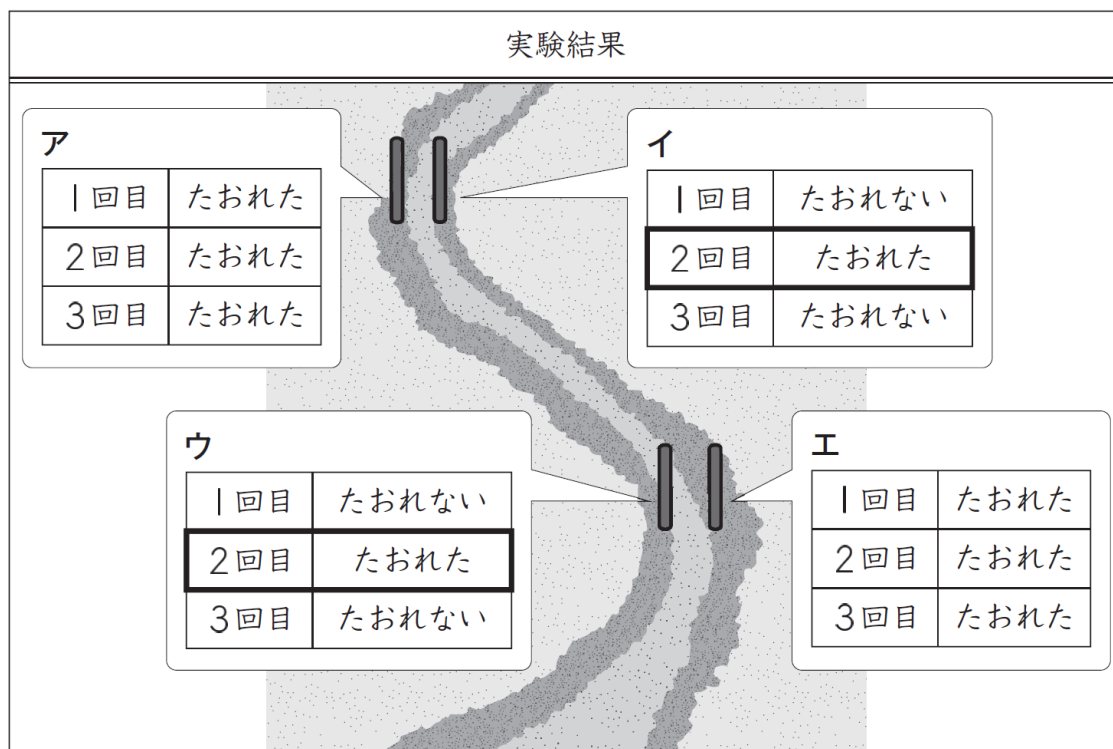 実験結果
ア
1回目 たおれた
2回目 たおれた
3回目 たおれた
イ
1回目 たおれない
2回目 たおれた
3回目 たおれない
ウ
1回目 たおれない
2回目 たおれた
3回目 たおれない
エ
1回目 たおれた
2回目 たおれた
3回目 たおれた